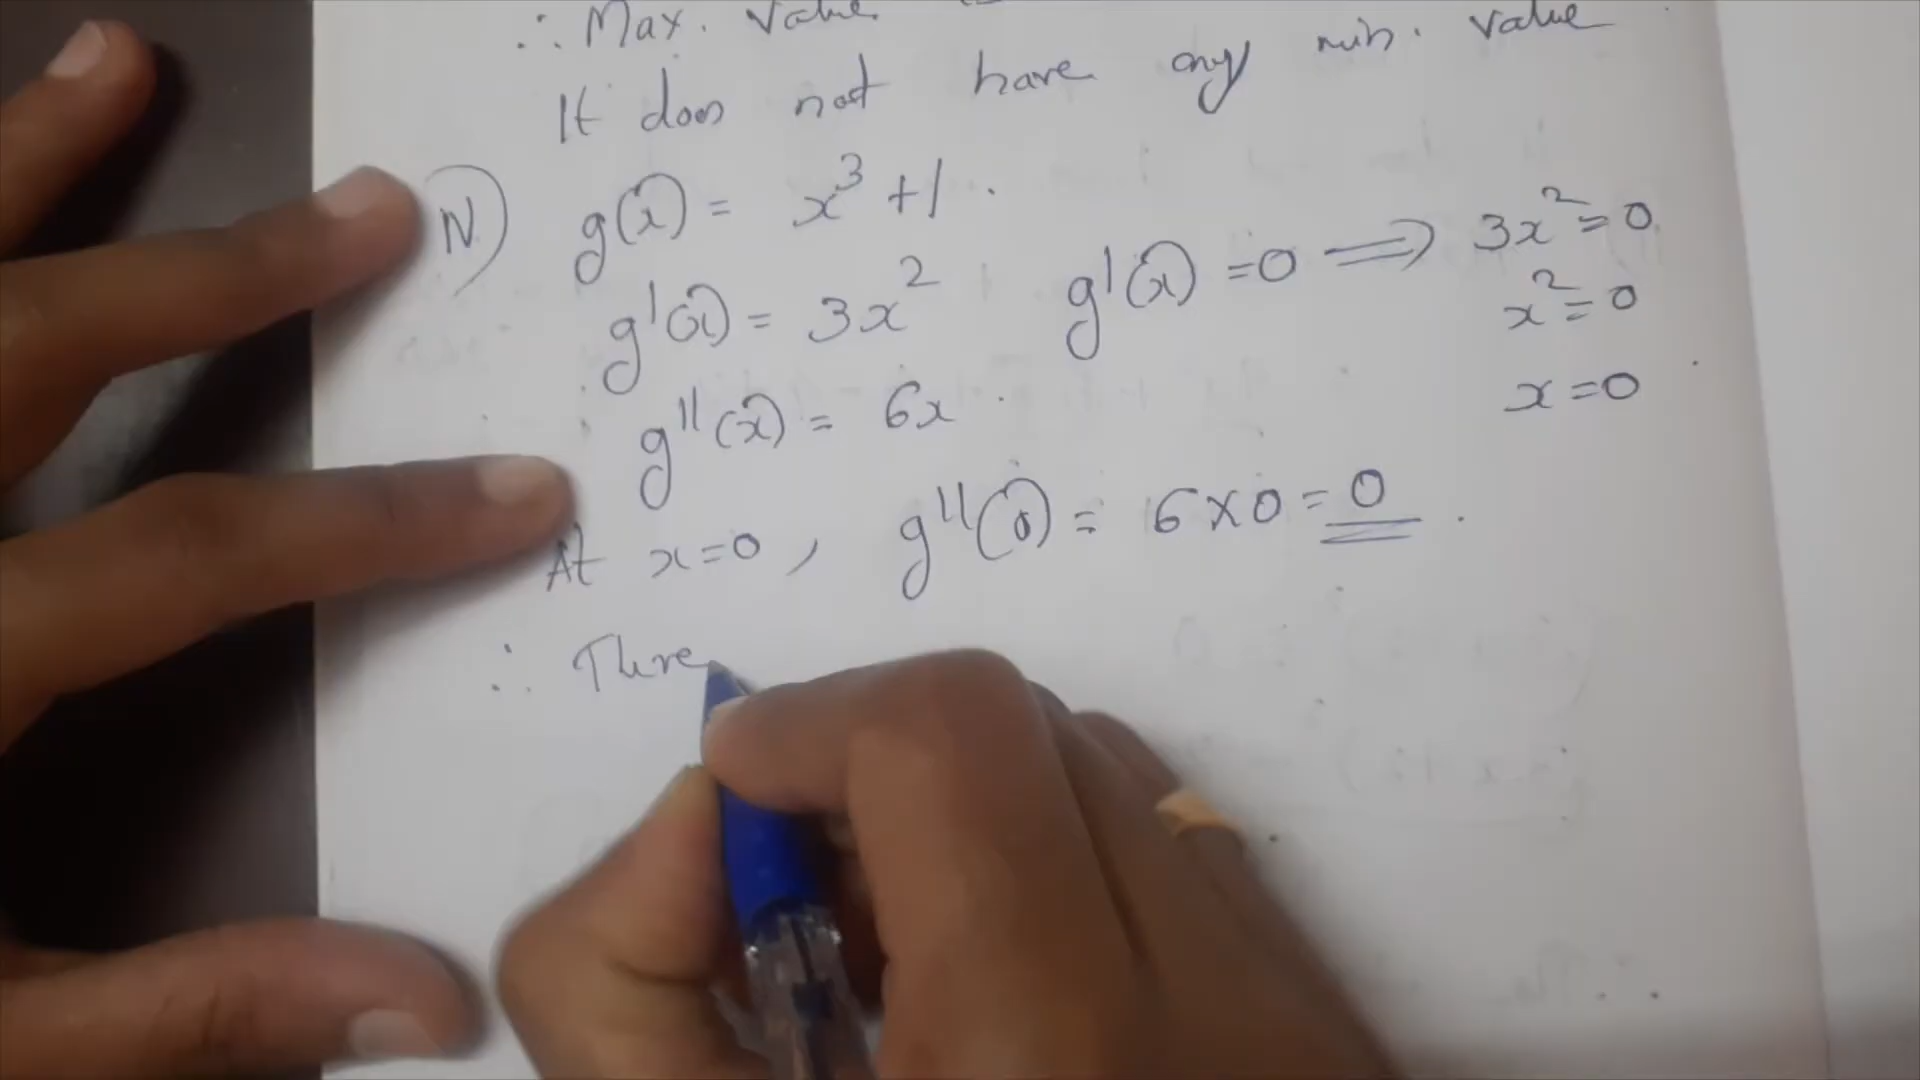 ∴ Max. Value
It does not have any min. value
IV) g(x) = x³ + 1.
g'(x) = 3x² g'(x) = 0 ⟹ 3x² = 0
x² = 0
x = 0
g''(x) = 6x
At x = 0, g''(0) = 6 × 0 = 0.
∴ There